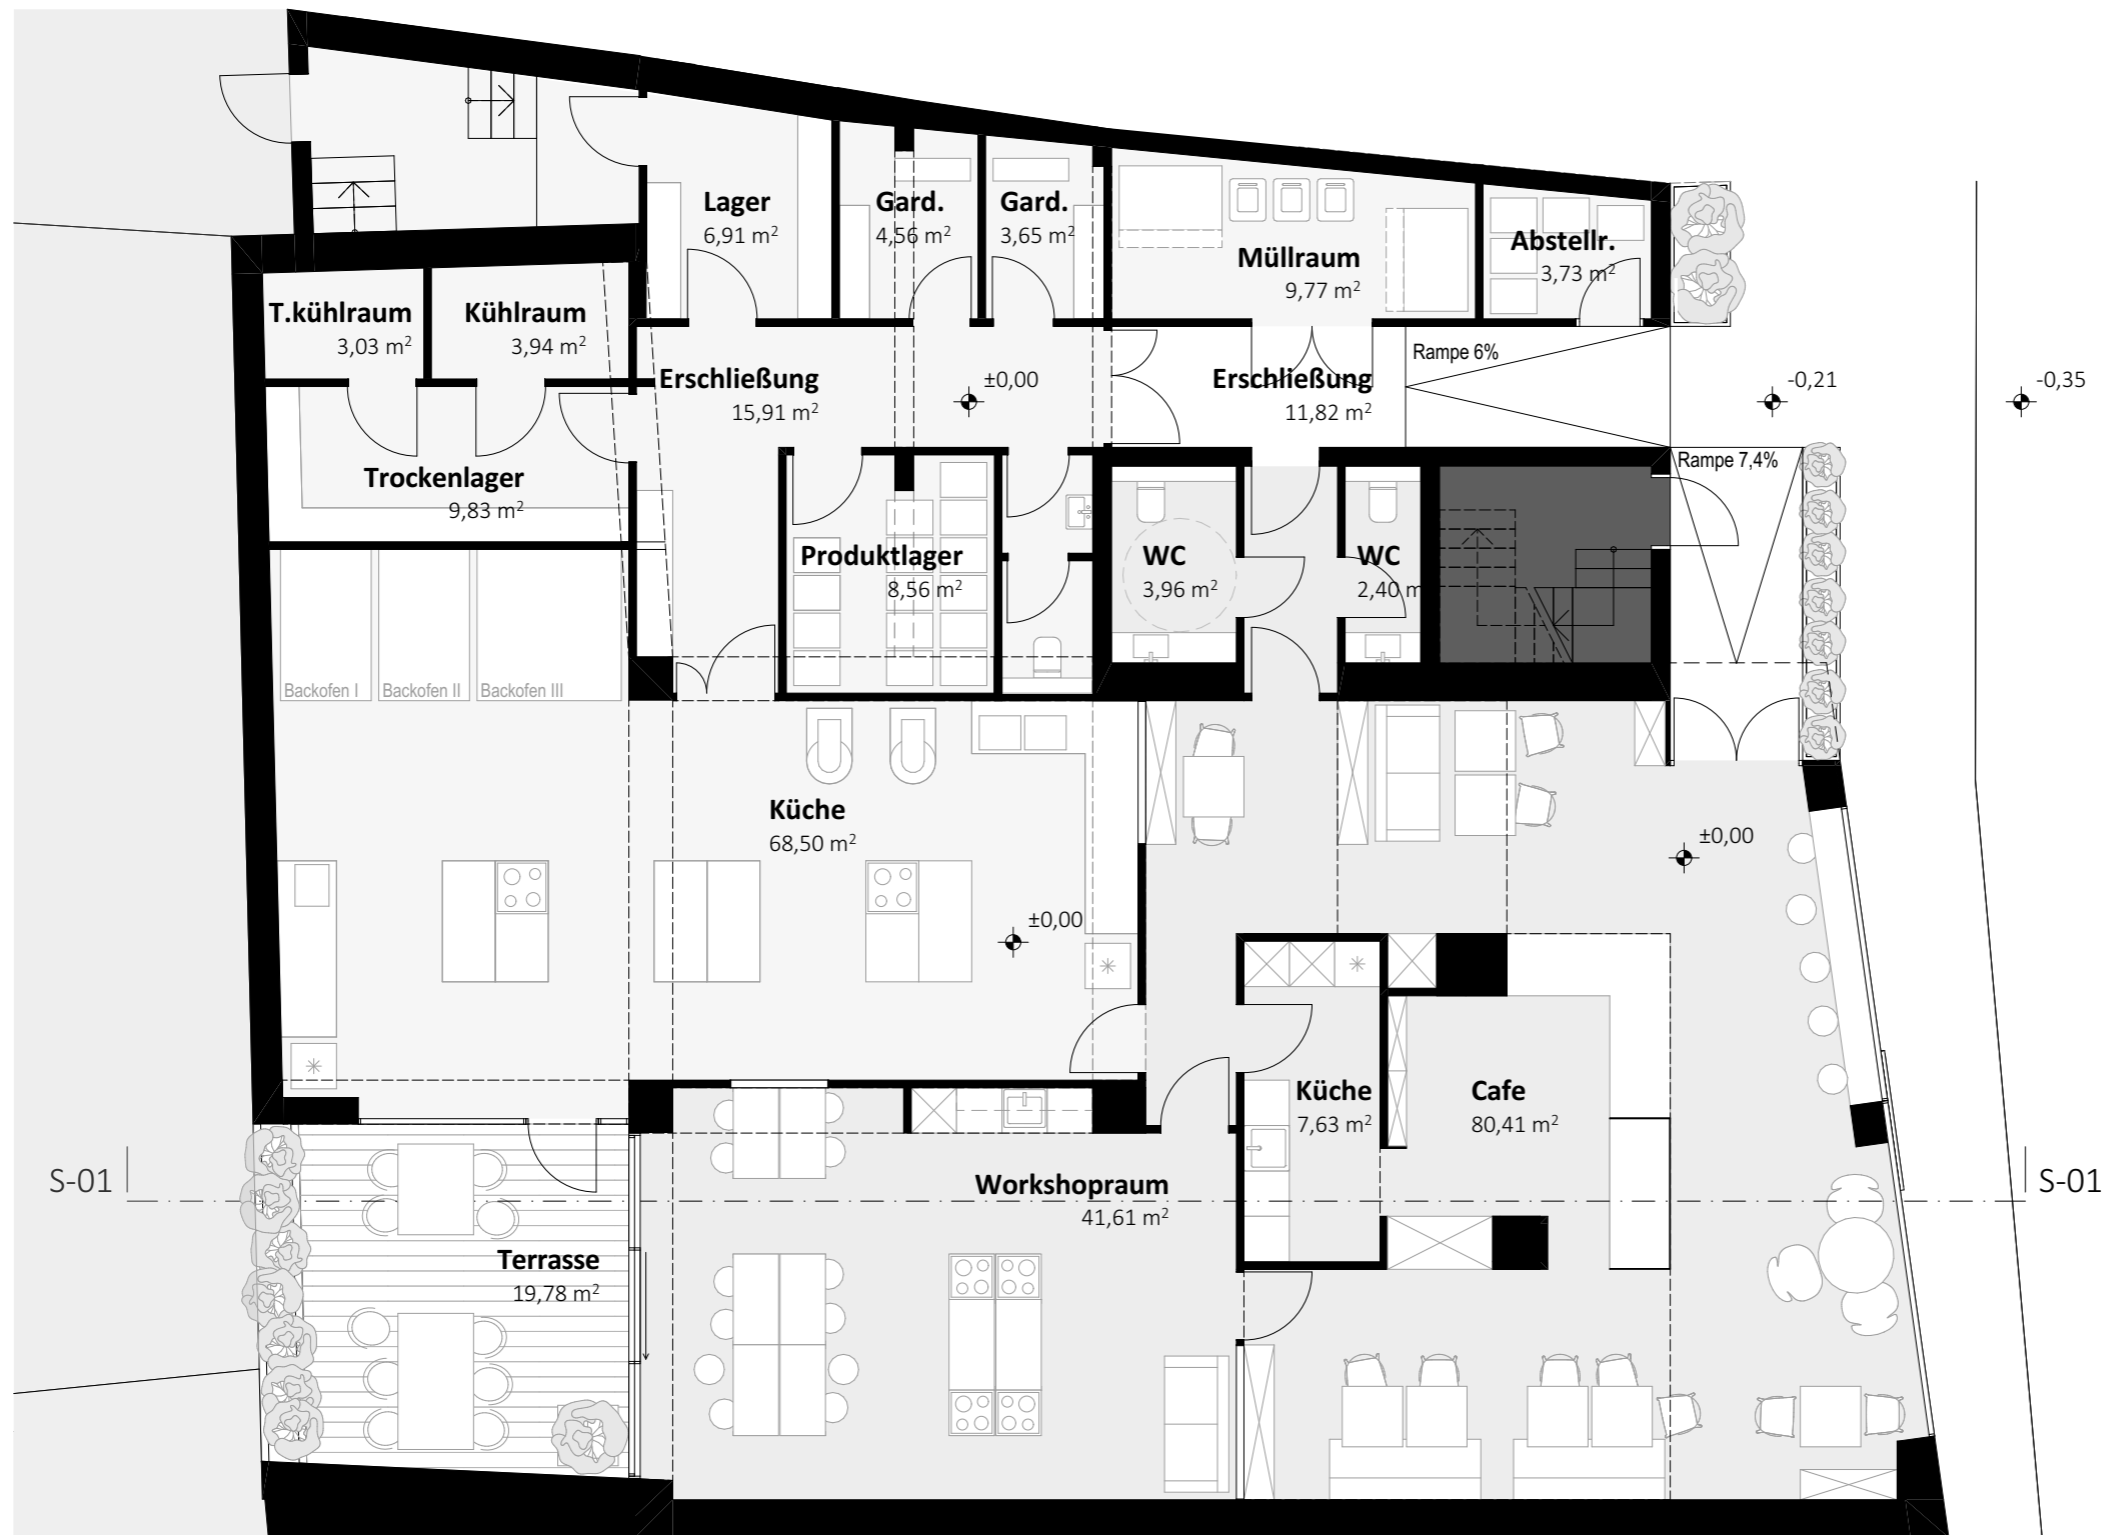 Lager
6,91 m²
Gard.
4,56 m²
Gard.
3,65 m²
Müllraum
9,77 m²
Abstellr.
3,73 m²
T.kühlraum
3,03 m²
Kühlraum
3,94 m²
Erschließung
15,91 m²
±0,00
Erschließung
11,82 m²
Rampe 6%
-0,21
-0,35
Trockenlager
9,83 m²
Rampe 7,4%
Produktlager
8,56 m²
WC
3,96 m²
WC
2,40 m
Backofen I
Backofen II
Backofen III
Küche
68,50 m²
±0,00
±0,00
Küche
7,63 m²
Cafe
80,41 m²
S-01
S-01
Workshopraum
41,61 m²
Terrasse
19,78 m²